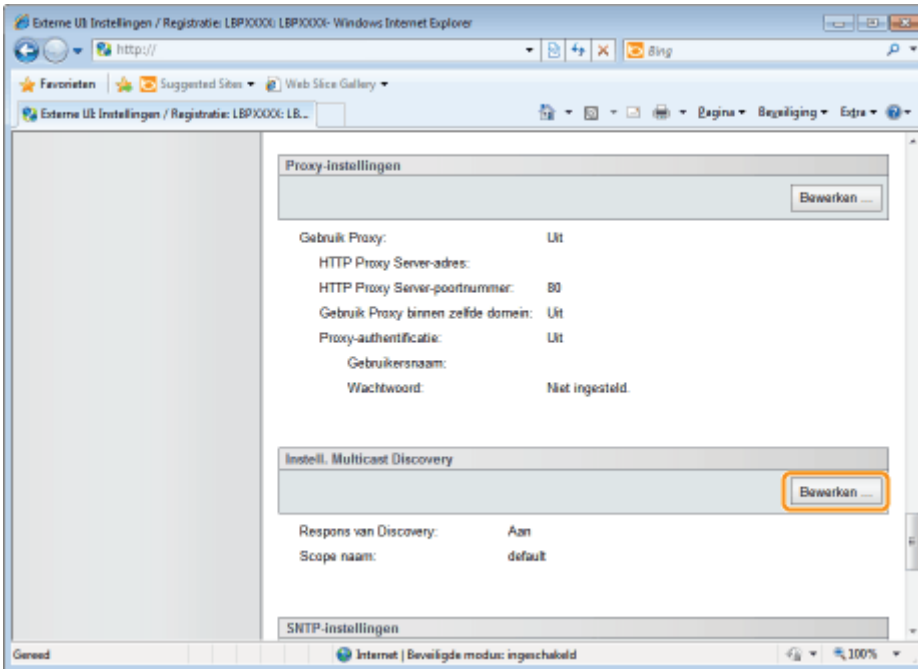 Externe UI: Instellingen / Registratie: LBPXXXX: LBPXXXX- Windows Internet Explorer
http://
Bing
Favorieten Suggested Sites Web Slice Gallery
Externe UI: Instellingen / Registratie: LBPXXXX: LB...
Pagina Beveiliging Extra
Proxy-instellingen
Bewerken ...
Gebruik Proxy: Uit
HTTP Proxy Server-adres:
HTTP Proxy Server-poortnummer: 80
Gebruik Proxy binnen zelfde domein: Uit
Proxy-authentificatie: Uit
Gebruikersnaam:
Wachtwoord: Niet ingesteld.
Instell. Multicast Discovery
Bewerken ...
Respons van Discovery: Aan
Scope naam: default
SNTP-instellingen
Gereed Internet | Beveiligde modus: ingeschakeld 100%